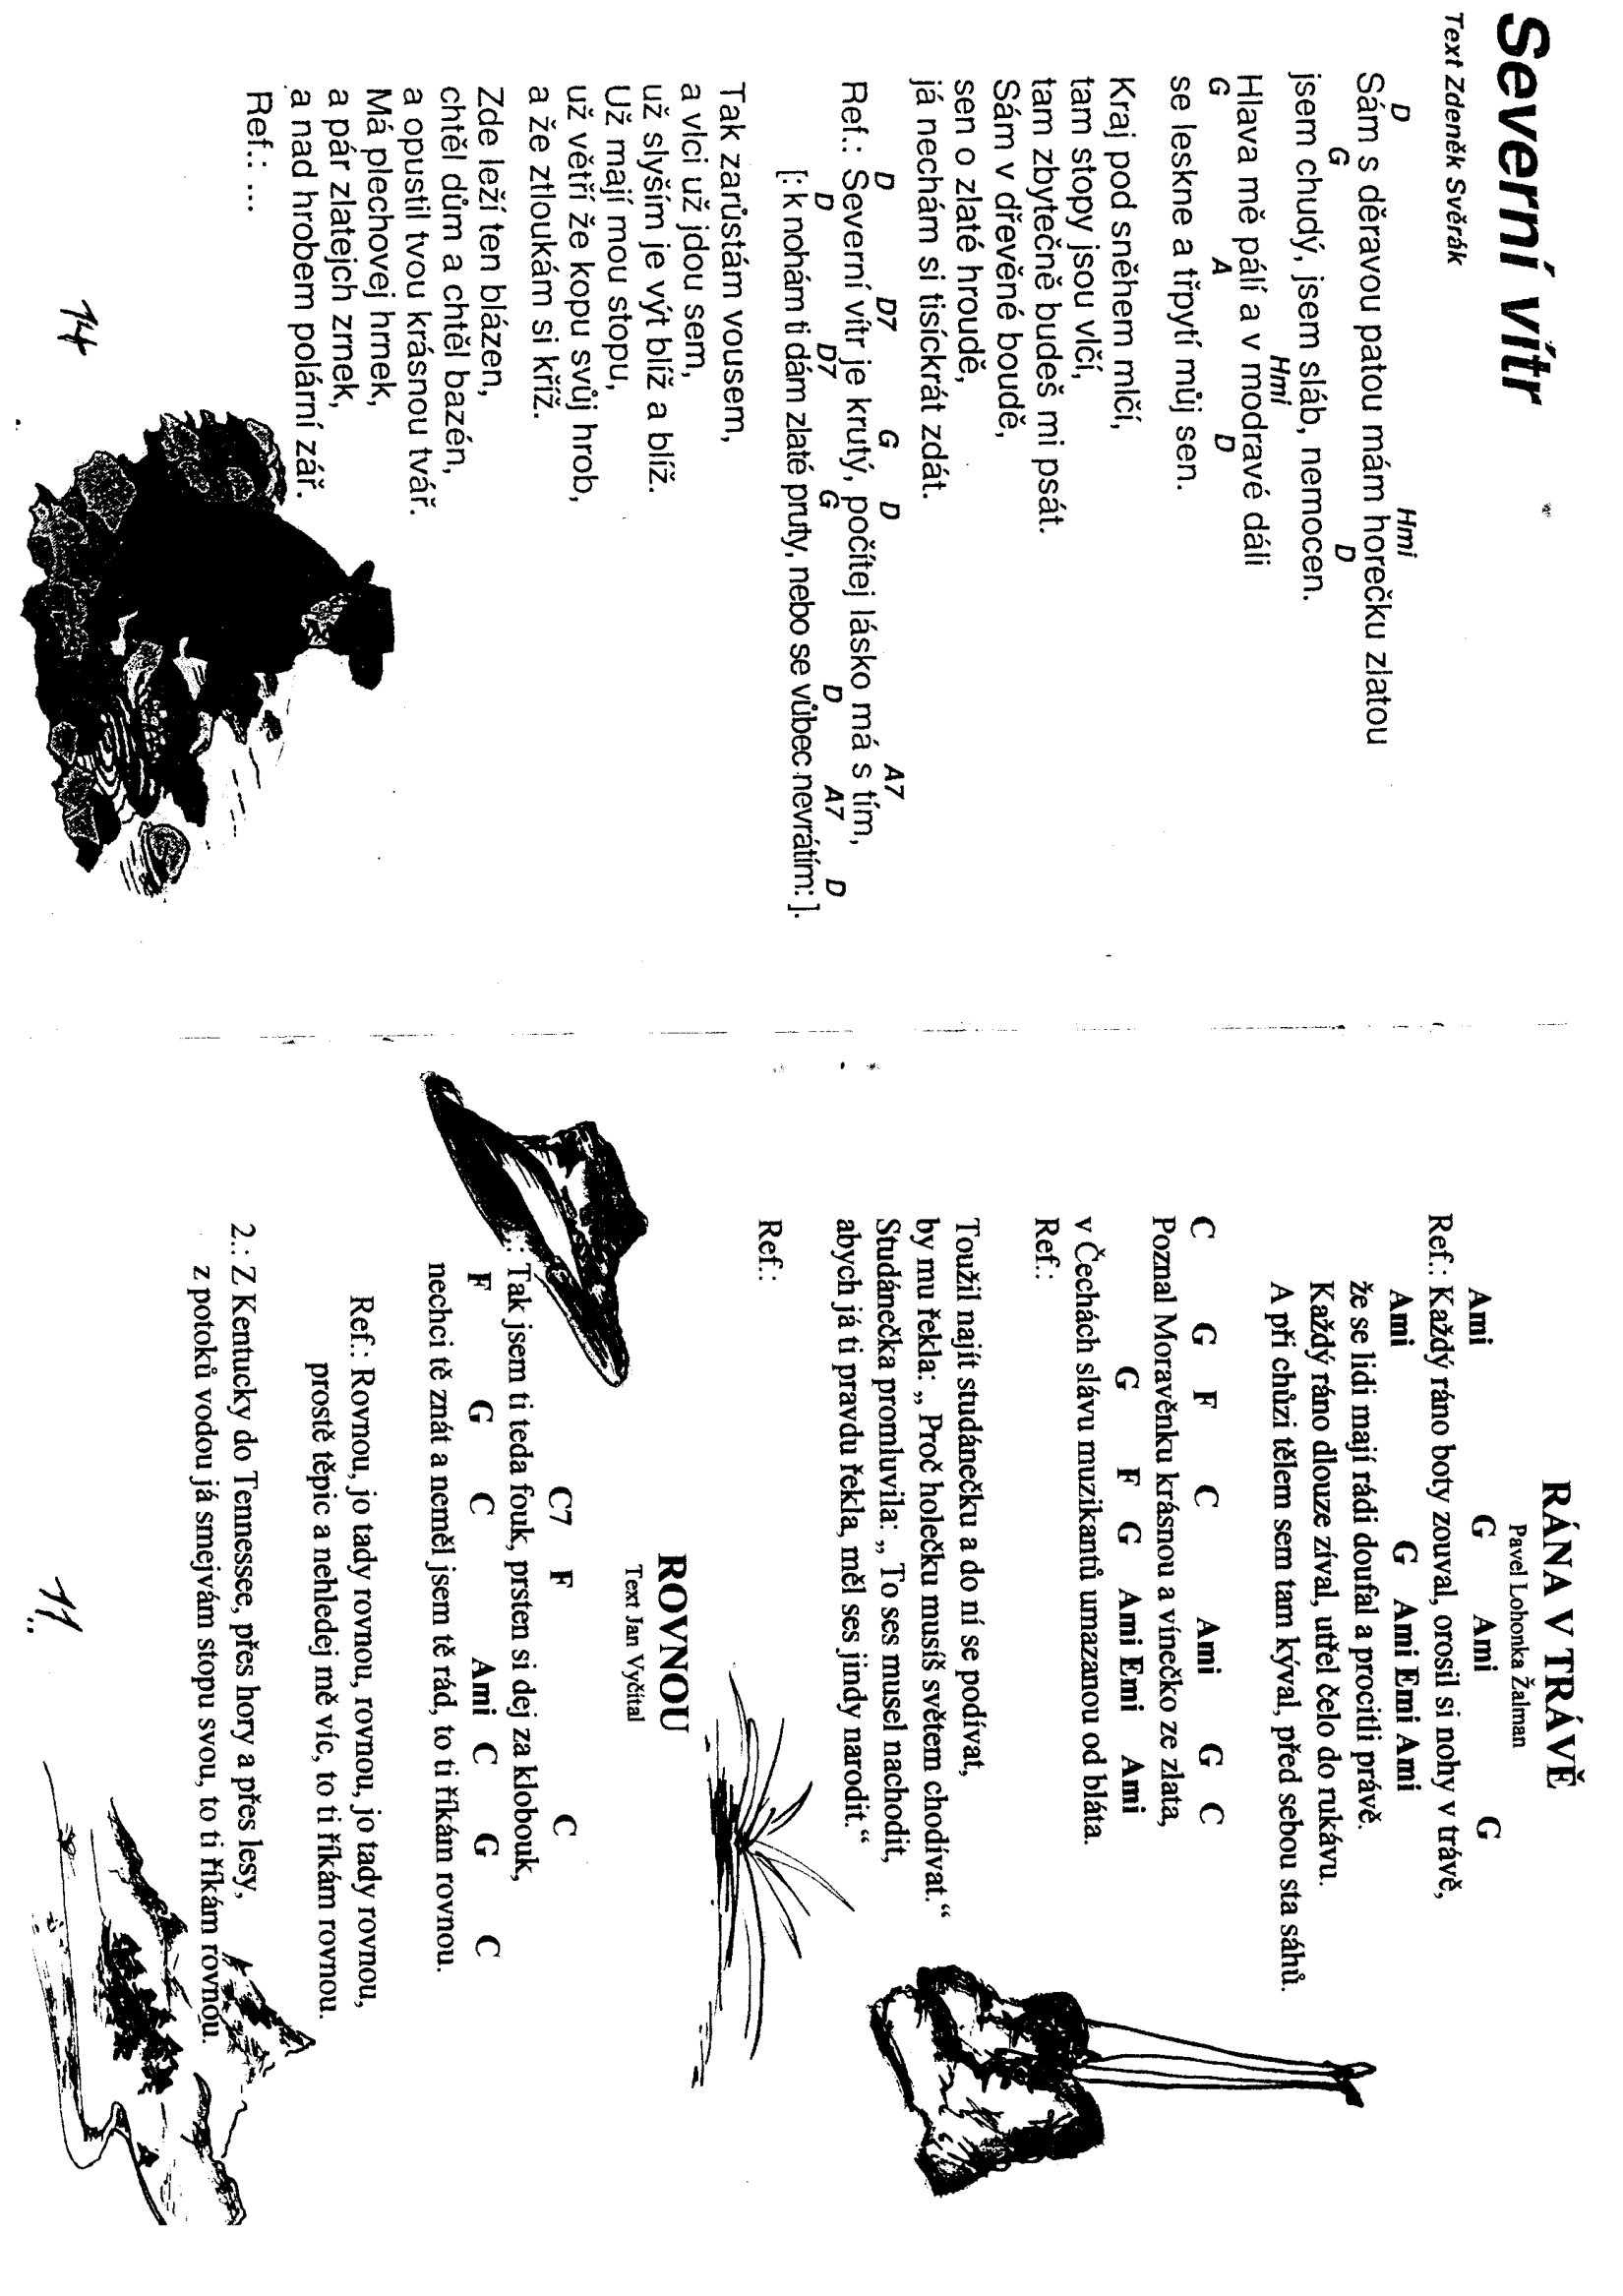 Severní vítr
Text Zdeněk Svěrák
D Hmi
Sám s děravou patou mám horečku zlatou
G D
jsem chudý, jsem sláb, nemocen.
Hmi
Hlava mě pálí a v modravé dáli
G A D
se leskne a třpytí můj sen.
Kraj pod sněhem mlčí,
tam stopy jsou vlčí,
tam zbytečně budeš mi psát.
Sám v dřevěné boudě,
sen o zlaté hroudě,
já nechám si tisíckrát zdát.
D D7 G D A7
Ref.: Severní vítr je krutý, počítej lásko má s tím,
D D7 G D A7 D
[: k nohám ti dám zlaté pruty, nebo se vůbec nevrátím: ].
Tak zarůstám vousem,
a vlci už jdou sem,
už slyším je výt blíž a blíž.
Už mají mou stopu,
už větří že kopu svůj hrob,
a že ztloukám si kříž.
Zde leží ten blázen,
chtěl dům a chtěl bazén,
a opustil tvou krásnou tvář.
Má plechovej hrnek,
a pár zlatejch zrnek,
a nad hrobem polární zář.
Ref.: ...
14
RÁNA V TRÁVĚ
Pavel Lohonka Žalman
Ami G Ami G
Ref.: Každý ráno boty zouval, orosil si nohy v trávě,
Ami G Ami Emi Ami
že se lidi mají rádi doufal a procitli právě.
Každý ráno dlouze zíval, utřel čelo do rukávu.
A při chůzi tělem sem tam kýval, před sebou sta sáhů.
C G F C Ami G C
Poznal Moravěnku krásnou a vínečko ze zlata,
G F G Ami Emi Ami
v Čechách slávu muzikantů umazanou od bláta.
Ref.:
Toužil najít studánečku a do ní se podívat,
by mu řekla: „ Proč holečku musíš světem chodívat.“
Studánečka promluvila: „ To ses musel nachodit,
abych já ti pravdu řekla, měl ses jindy narodit.“
Ref.:
ROVNOU
Text Jan Vyčítal
C7 F C
: Tak jsem ti teda fouk, prsten si dej za klobouk,
F G C Ami C G C
nechci tě znát a neměl jsem tě rád, to ti říkám rovnou.
Ref.: Rovnou, jo tady rovnou, rovnou, jo tady rovnou,
prostě těpic a nehledej mě víc, to ti říkám rovnou.
2.: Z Kentucky do Tennessee, přes hory a přes lesy,
z potoků vodou já smejvám stopu svou, to ti říkám rovnou.
11.